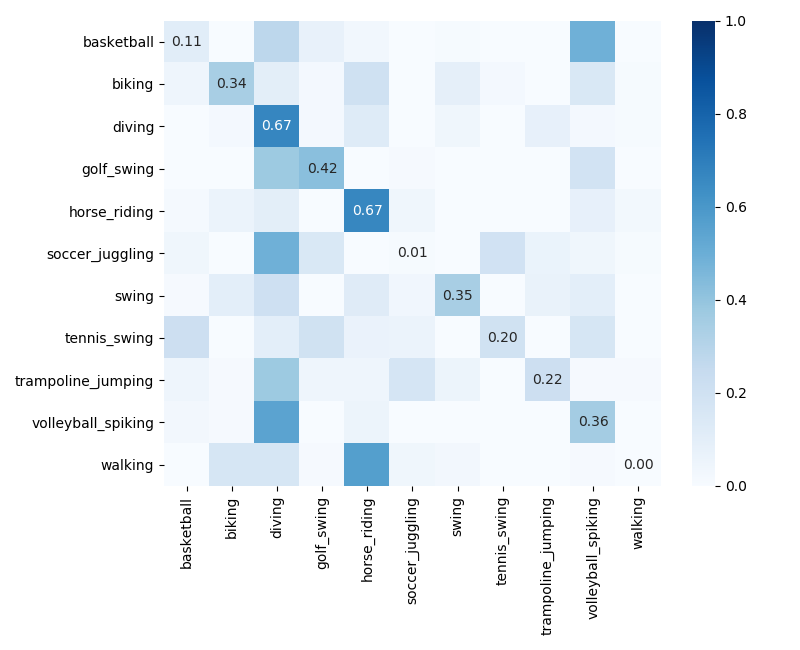 basketball 0.11
biking 0.34
diving 0.67
golf_swing 0.42
horse_riding 0.67
soccer_juggling 0.01
swing 0.35
tennis_swing 0.20
trampoline_jumping 0.22
volleyball_spiking 0.36
walking 0.00
basketball
biking
diving
golf_swing
horse_riding
soccer_juggling
swing
tennis_swing
trampoline_jumping
volleyball_spiking
walking
1.0
0.8
0.6
0.4
0.2
0.0